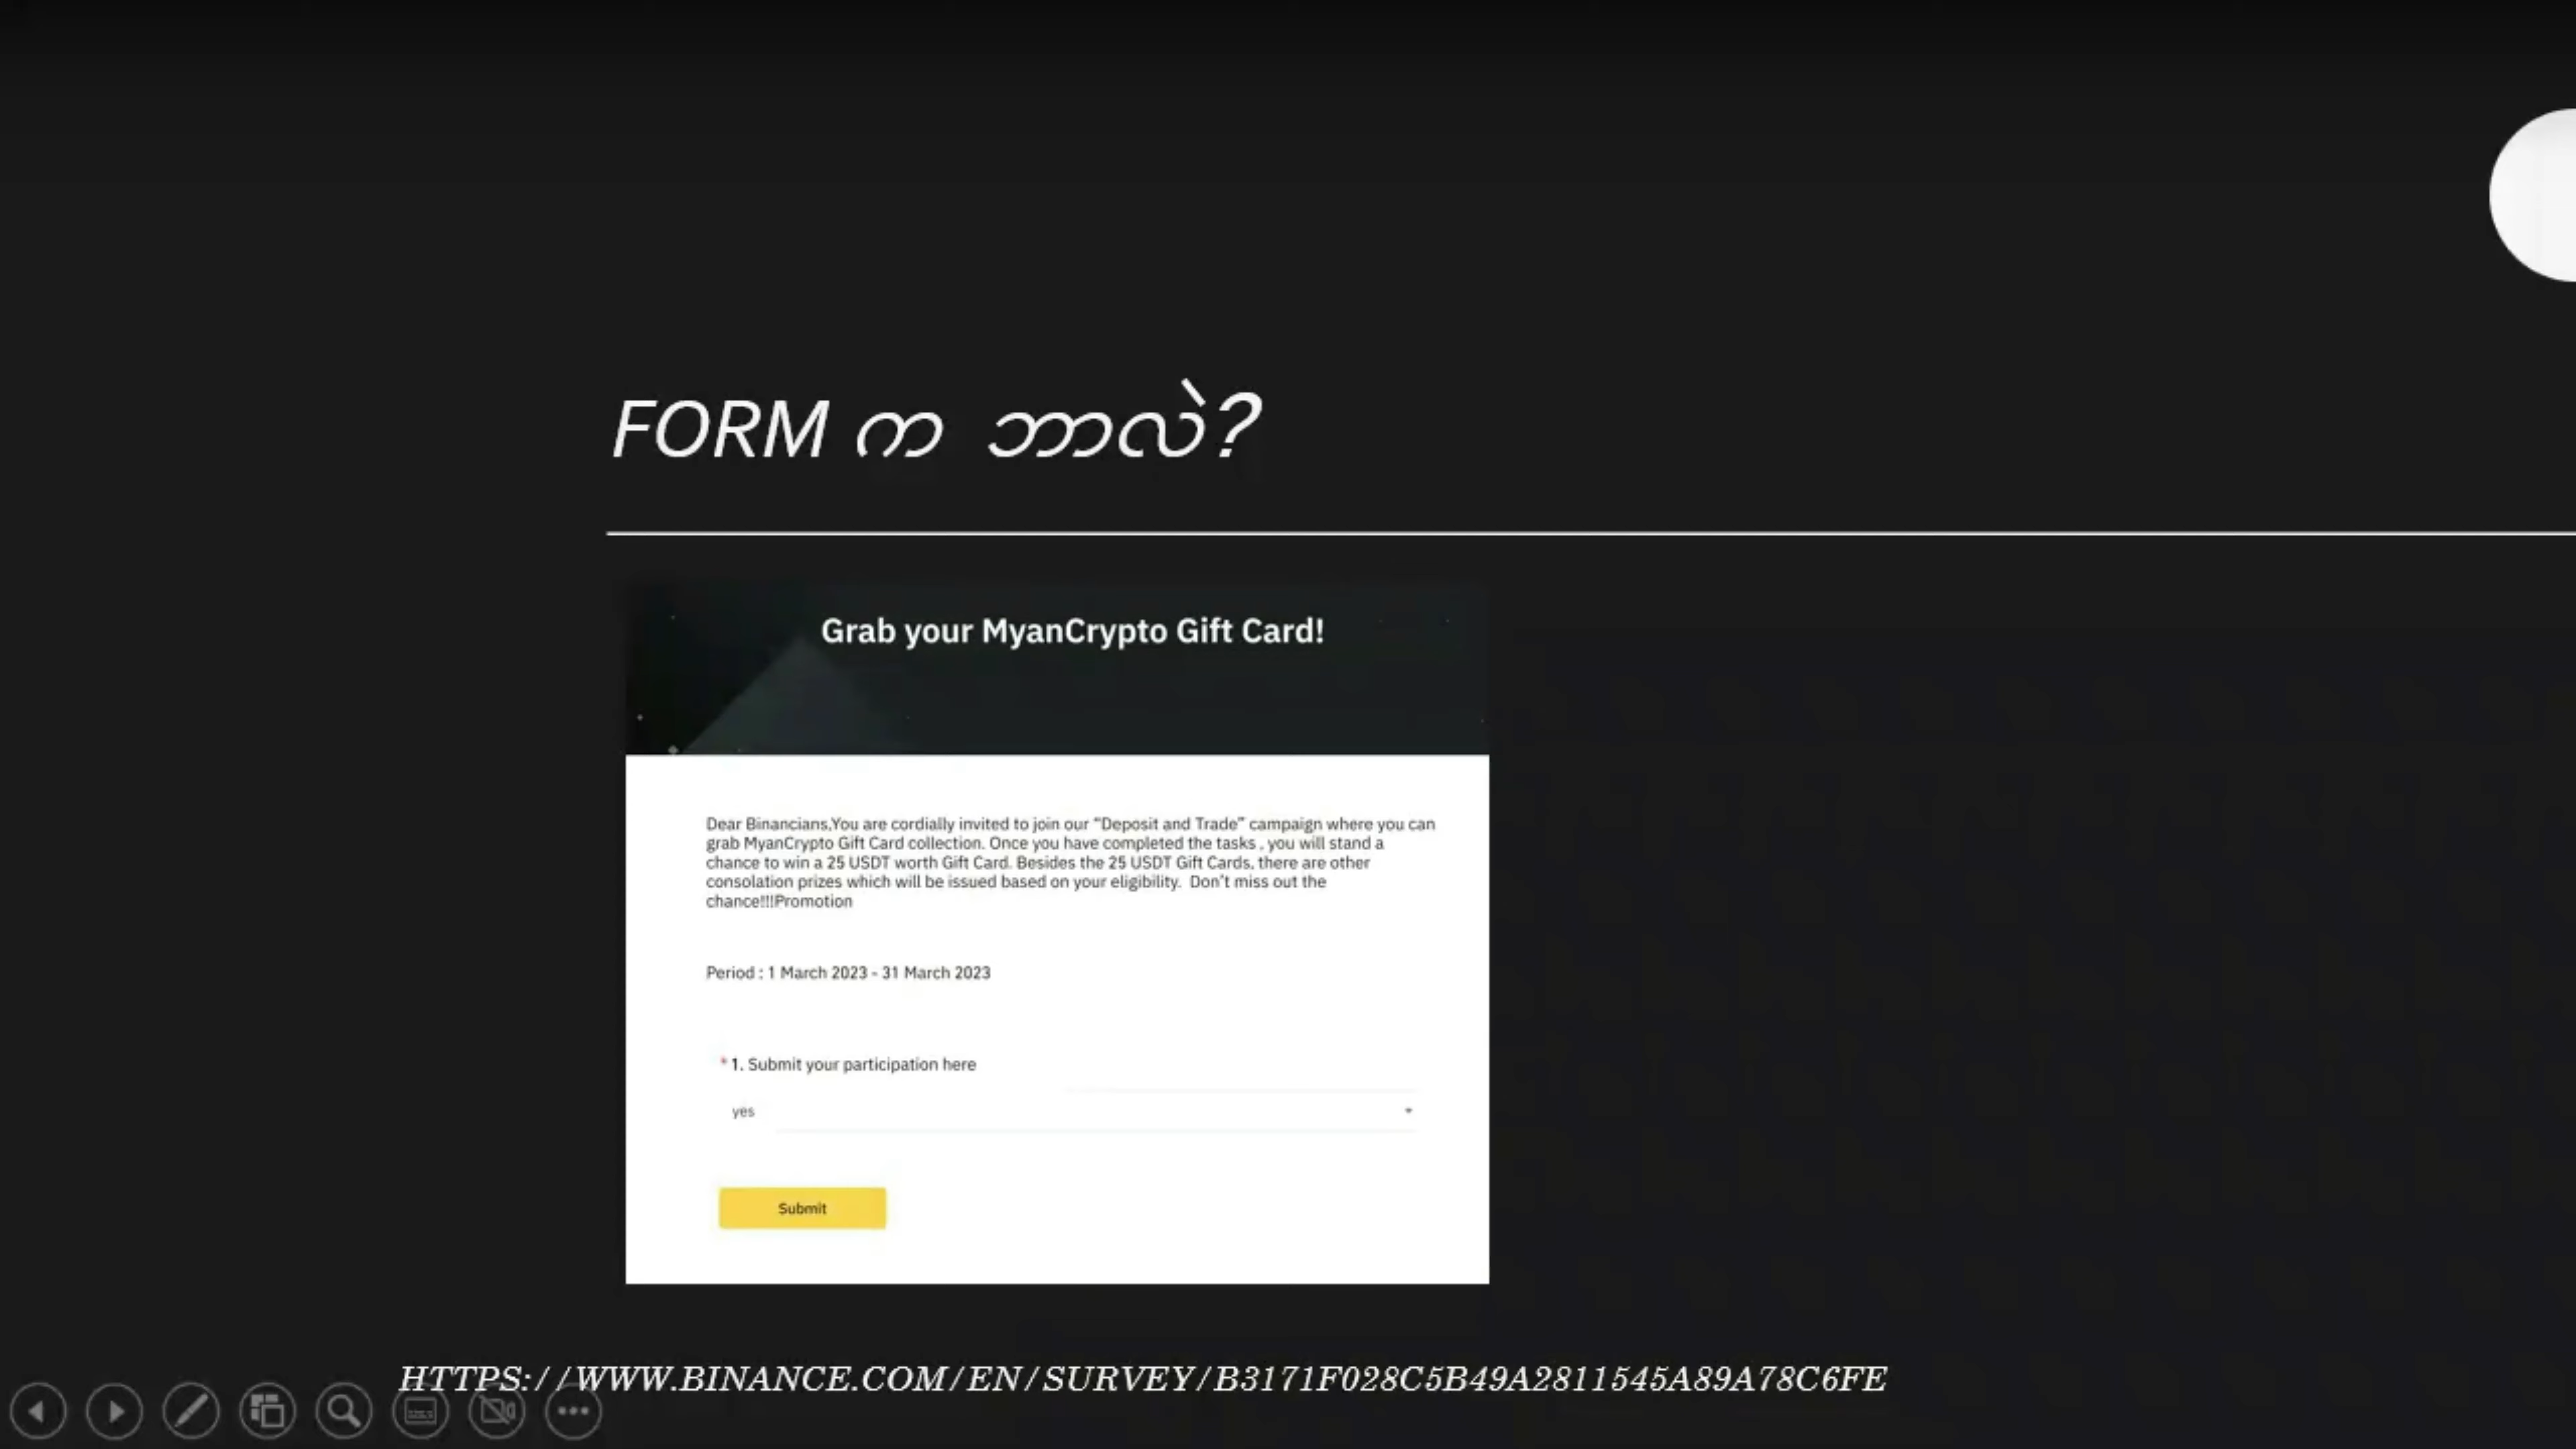 FORM က ဘာလဲ?
Grab your MyanCrypto Gift Card!
Dear Binancians,You are cordially invited to join our “Deposit and Trade” campaign where you can
grab MyanCrypto Gift Card collection. Once you have completed the tasks , you will stand a
chance to win a 25 USDT worth Gift Card. Besides the 25 USDT Gift Cards, there are other
consolation prizes which will be issued based on your eligibility.  Don't miss out the
chance!!!Promotion
Period : 1 March 2023 - 31 March 2023
* 1. Submit your participation here
yes
Submit
HTTPS://WWW.BINANCE.COM/EN/SURVEY/B3171F028C5B49A2811545A89A78C6FE